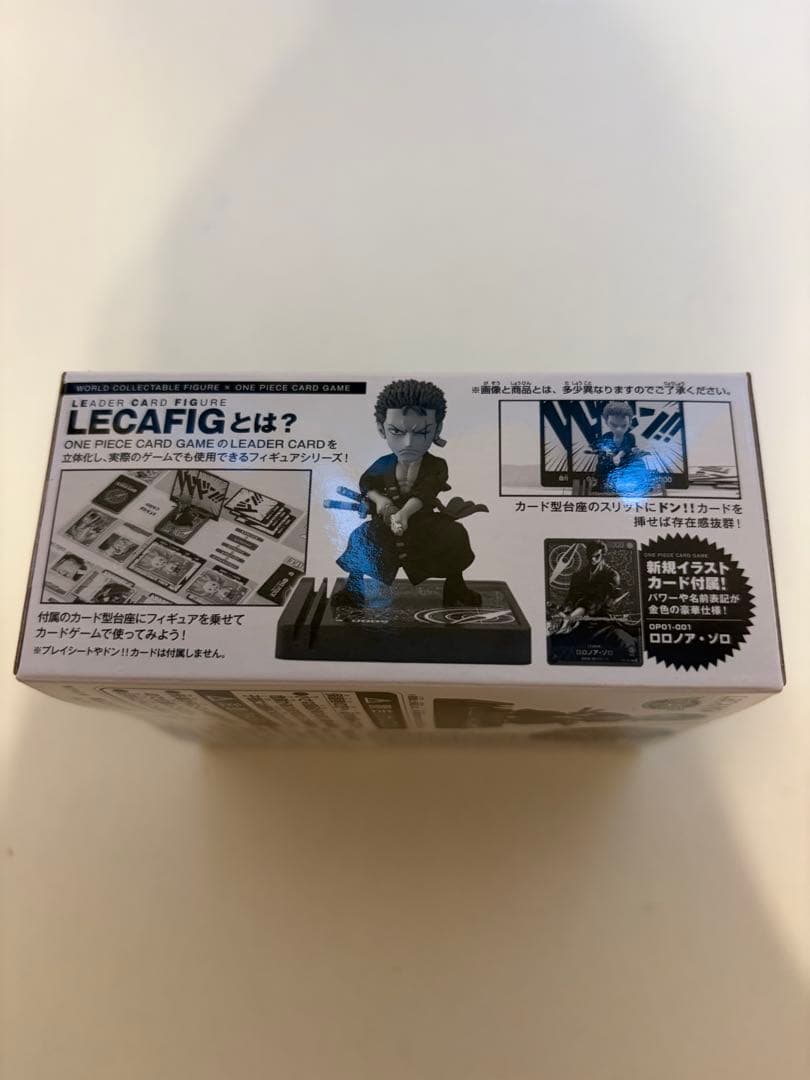 WORLD COLLECTABLE FIGURE × ONE PIECE CARD GAME
LEADER CARD FIGURE
LECAFIGとは？
ONE PIECE CARD GAMEのLEADER CARDを
立体化し、実際のゲームでも使用できるフィギュアシリーズ！
付属のカード型台座にフィギュアを乗せて
カードゲームで使ってみよう！
※プレイシートやドン!!カードは付属しません。
5000
※画像と商品とは、多少異なりますのでご了承ください。
カード型台座のスリットにドン!!カードを
挿せば存在感抜群！
ONE PIECE CARD GAME
新規イラスト
カード付属！
パワーや名前表記が
金色の豪華仕様！
OP01-001
ロロノア・ゾロ
ロロノア・ゾロ